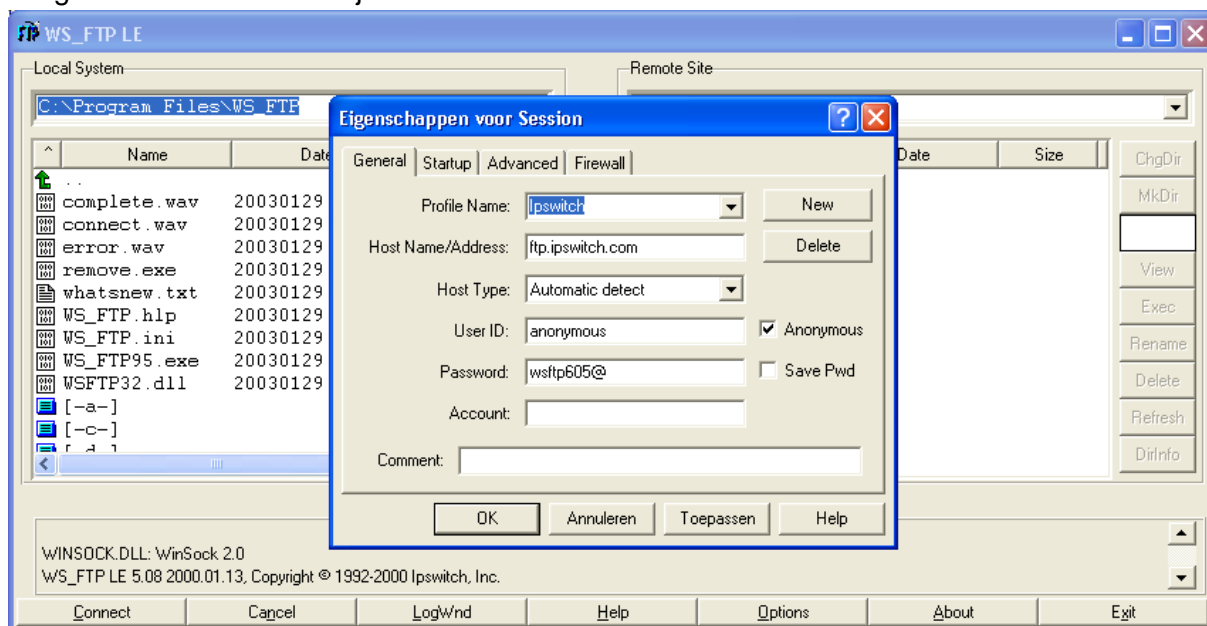 WS_FTP LE
Local System
Remote Site
C:\Program Files\WS_FTP
Name Date
Date Size
ChgDir
MkDir
View
Exec
Rename
Delete
Refresh
DirInfo
..
complete.wav 20030129
connect.wav 20030129
error.wav 20030129
remove.exe 20030129
whatsnew.txt 20030129
WS_FTP.hlp 20030129
WS_FTP.ini 20030129
WS_FTP95.exe 20030129
WSFTP32.dll 20030129
[-a-]
[-c-]
[-d-]
Eigenschappen voor Session
General Startup Advanced Firewall
Profile Name: Ipswitch New
Host Name/Address: ftp.ipswitch.com Delete
Host Type: Automatic detect
User ID: anonymous Anonymous
Password: wsftp605@ Save Pwd
Account:
Comment:
OK Annuleren Toepassen Help
WINSOCK.DLL: WinSock 2.0
WS_FTP LE 5.08 2000.01.13, Copyright © 1992-2000 Ipswitch, Inc.
Connect Cancel LogWnd Help Options About Exit